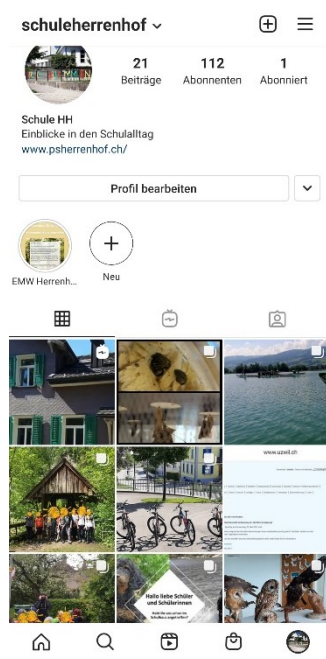 schuleherrenhof
21 112 1
Beiträge Abonnenten Abonniert
Schule HH
Einblicke in den Schulalltag
www.psherrenhof.ch/
Profil bearbeiten
EMW Herrenh...
Neu
www.uzwil.ch
Hallo liebe Schüler
und Schülerinnen